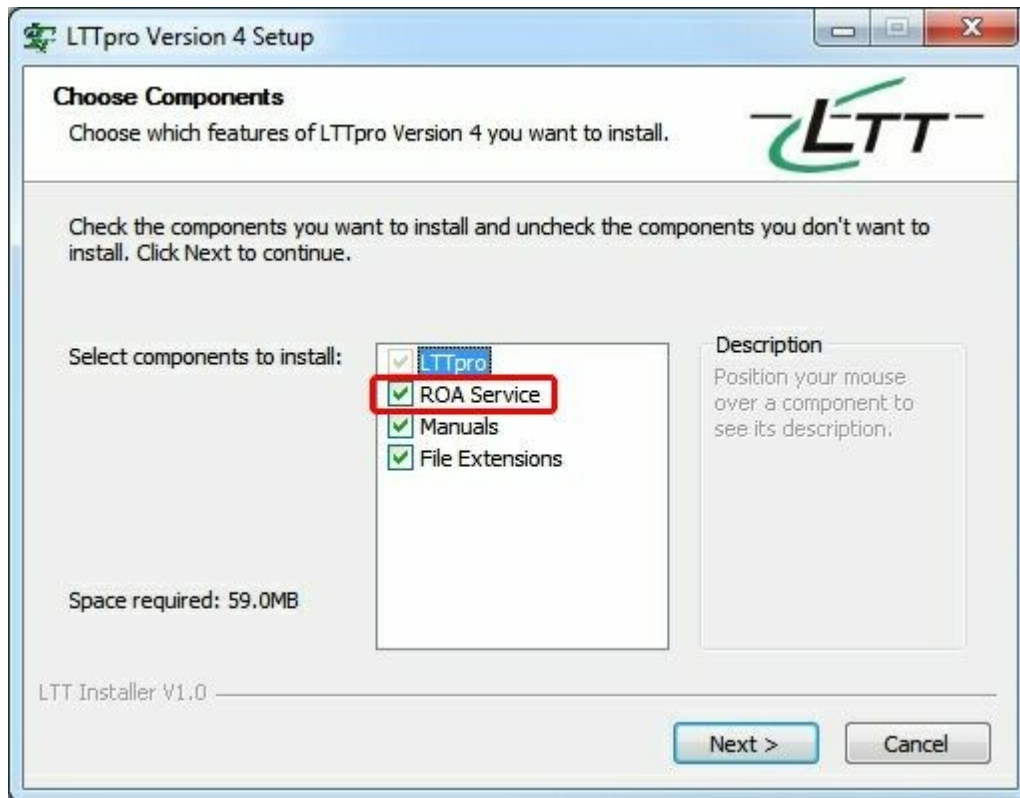 LTTpro Version 4 Setup
Choose Components
Choose which features of LTTpro Version 4 you want to install.
LTT
Check the components you want to install and uncheck the components you don't want to
install. Click Next to continue.
Select components to install:
LTTpro
ROA Service
Manuals
File Extensions
Description
Position your mouse
over a component to
see its description.
Space required: 59.0MB
LTT Installer V1.0
Next >
Cancel